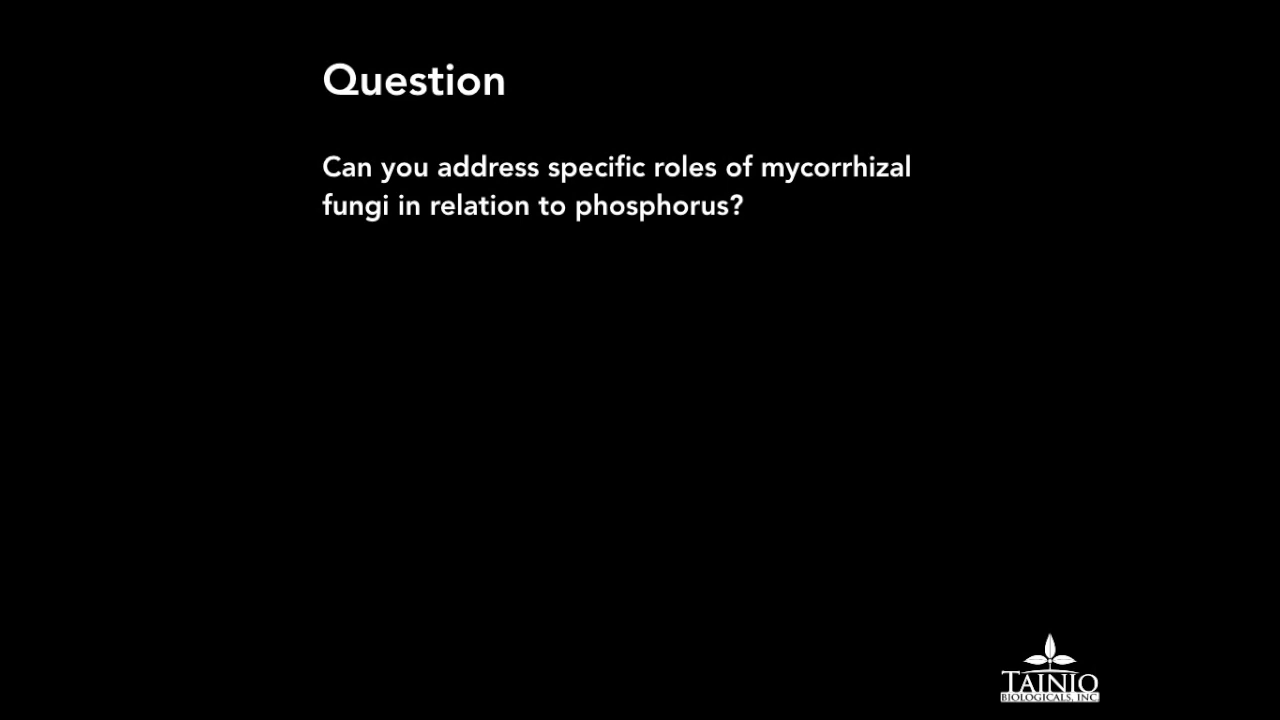 Question
Can you address specific roles of mycorrhizal
fungi in relation to phosphorus?
TAINIO
BIOLOGICALS, INC